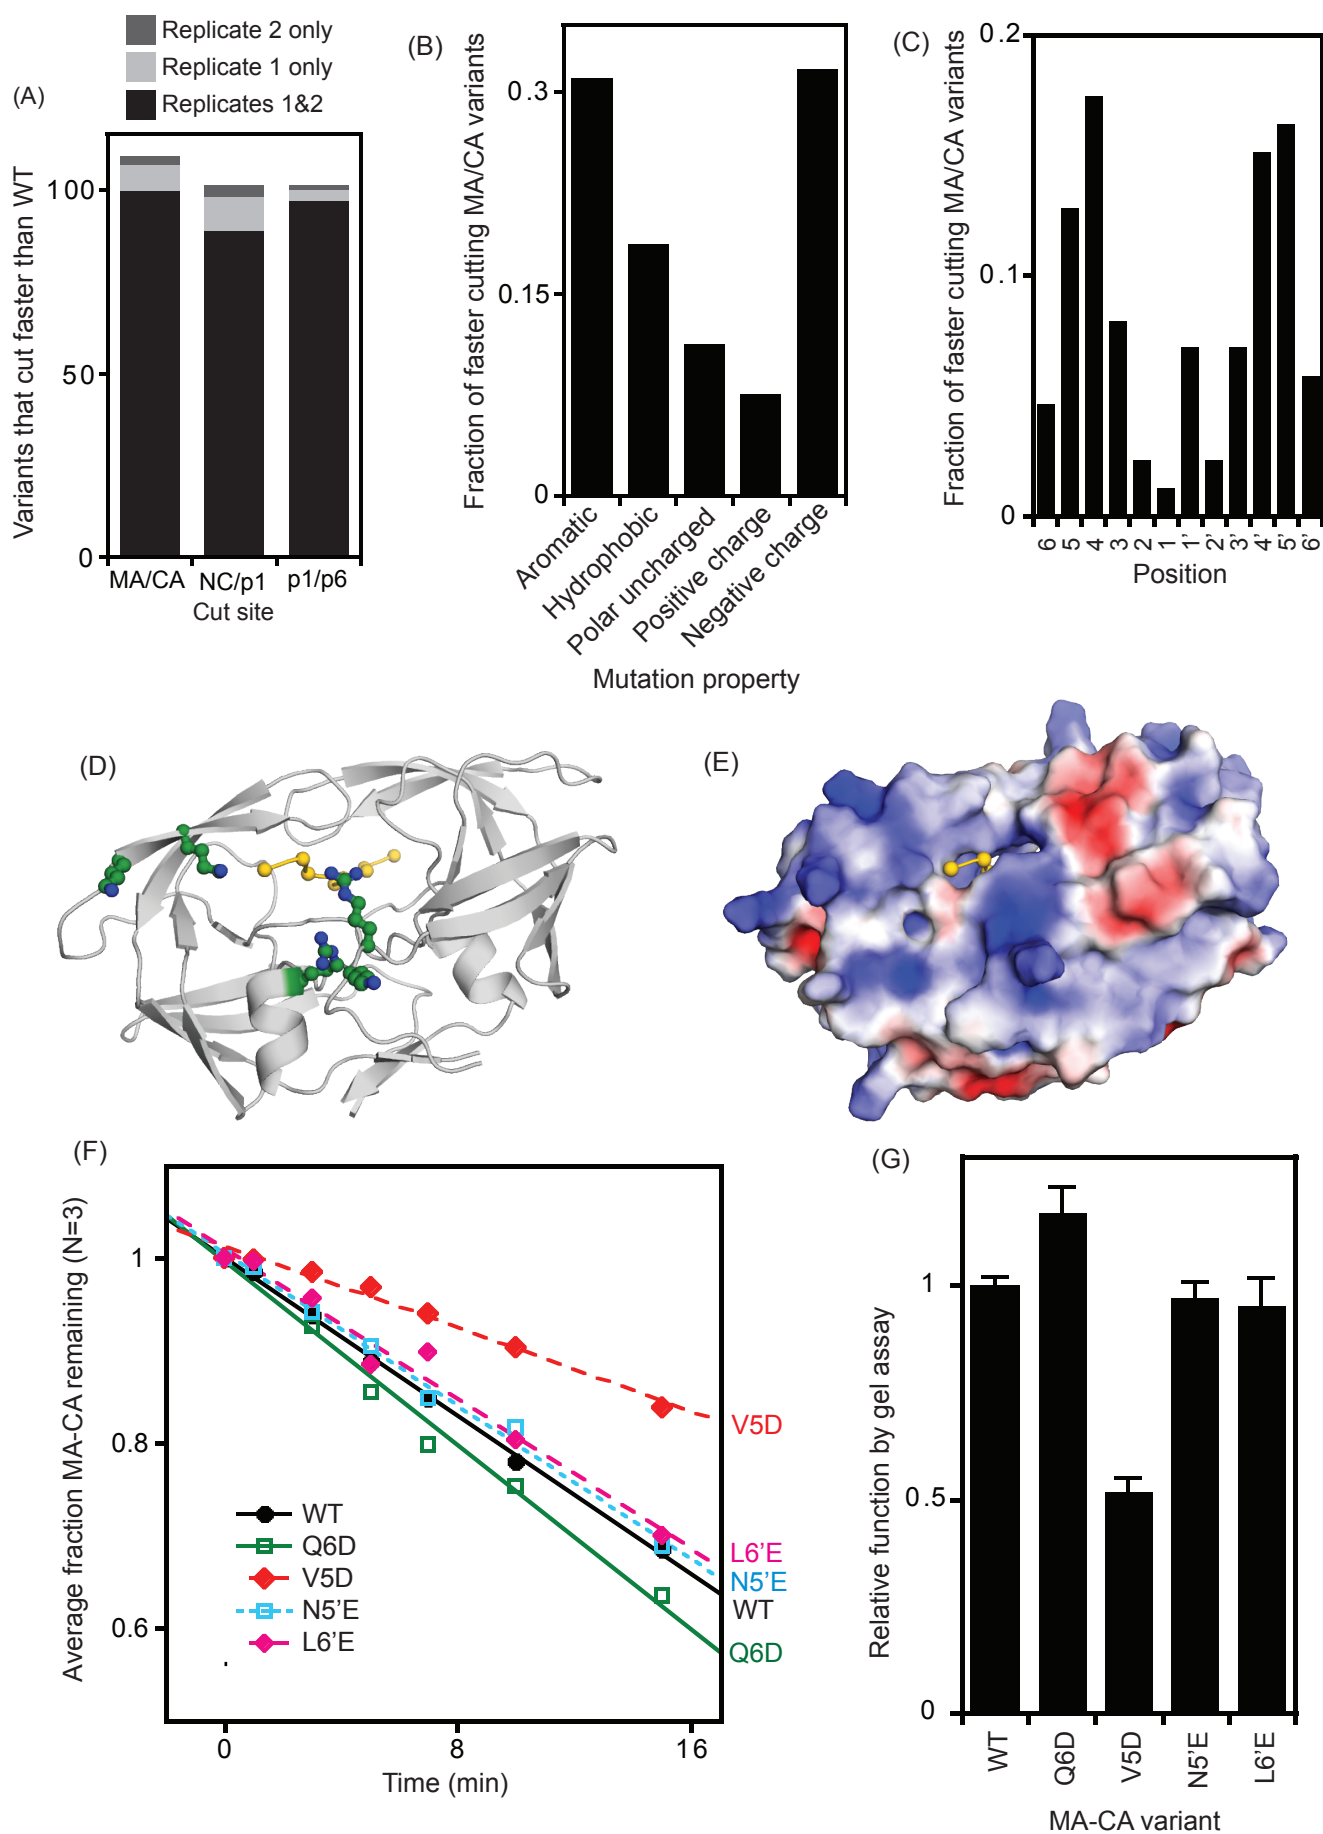 Replicate 2 only
Replicate 1 only
Replicates 1&2
(A)
Variants that cut faster than WT
100
50
0
MA/CA NC/p1 p1/p6
Cut site
(B)
Fraction of faster cutting MA/CA variants
0.3
0.15
0
Aromatic
Hydrophobic
Polar uncharged
Positive charge
Negative charge
Mutation property
(C)
Fraction of faster cutting MA/CA variants
0.2
0.1
0
6 5 4 3 2 1 1' 2' 3' 4' 5' 6'
Position
(D)
(E)
(F)
Average fraction MA-CA remaining (N=3)
1
0.8
0.6
WT
Q6D
V5D
N5'E
L6'E
V5D
L6'E
N5'E
WT
Q6D
0 8 16
Time (min)
(G)
Relative function by gel assay
1
0.5
0
WT Q6D V5D N5'E L6'E
MA-CA variant